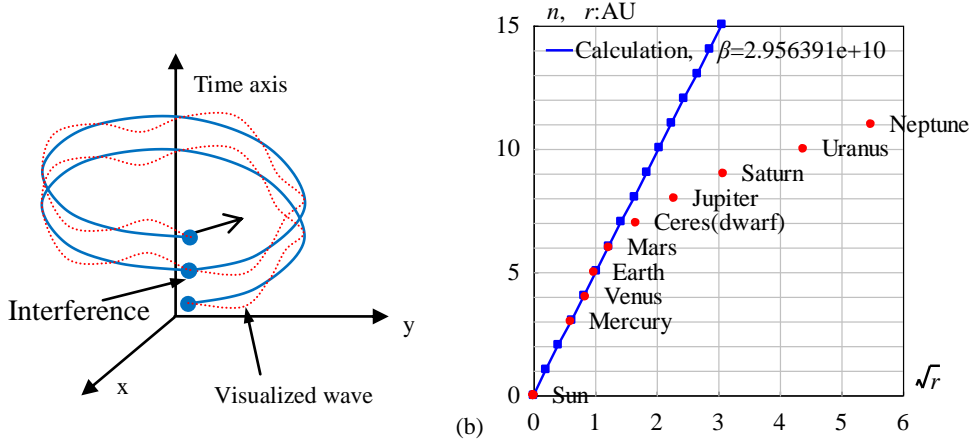 Time axis
Interference
y
x
Visualized wave
(b)
n, r:AU
15
Calculation, β=2.956391e+10
Neptune
10
Uranus
Saturn
Jupiter
Ceres(dwarf)
Mars
5
Earth
Venus
Mercury
0
Sun
√r
0 1 2 3 4 5 6